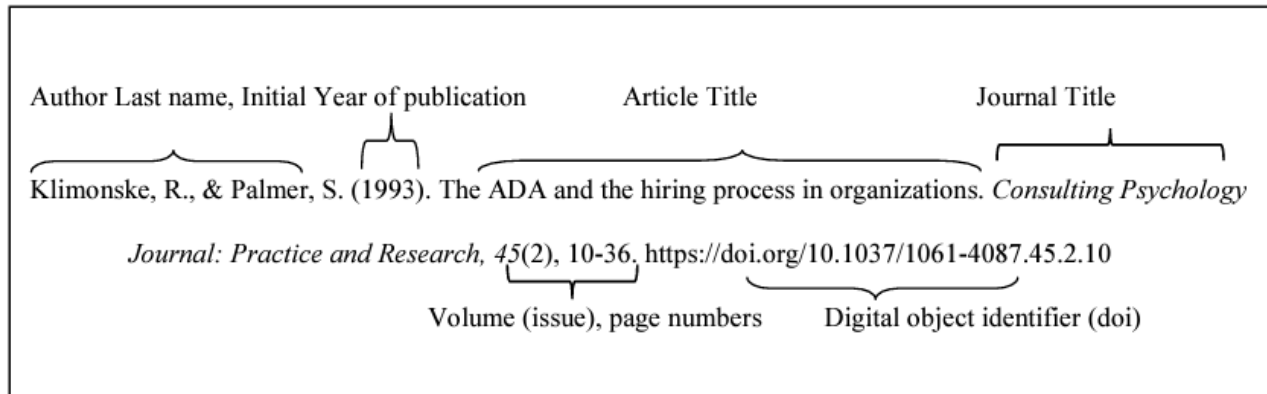 Author Last name, Initial Year of publication Article Title Journal Title
Klimonske, R., & Palmer, S. (1993). The ADA and the hiring process in organizations. Consulting Psychology
Journal: Practice and Research, 45(2), 10-36. https://doi.org/10.1037/1061-4087.45.2.10
Volume (issue), page numbers Digital object identifier (doi)